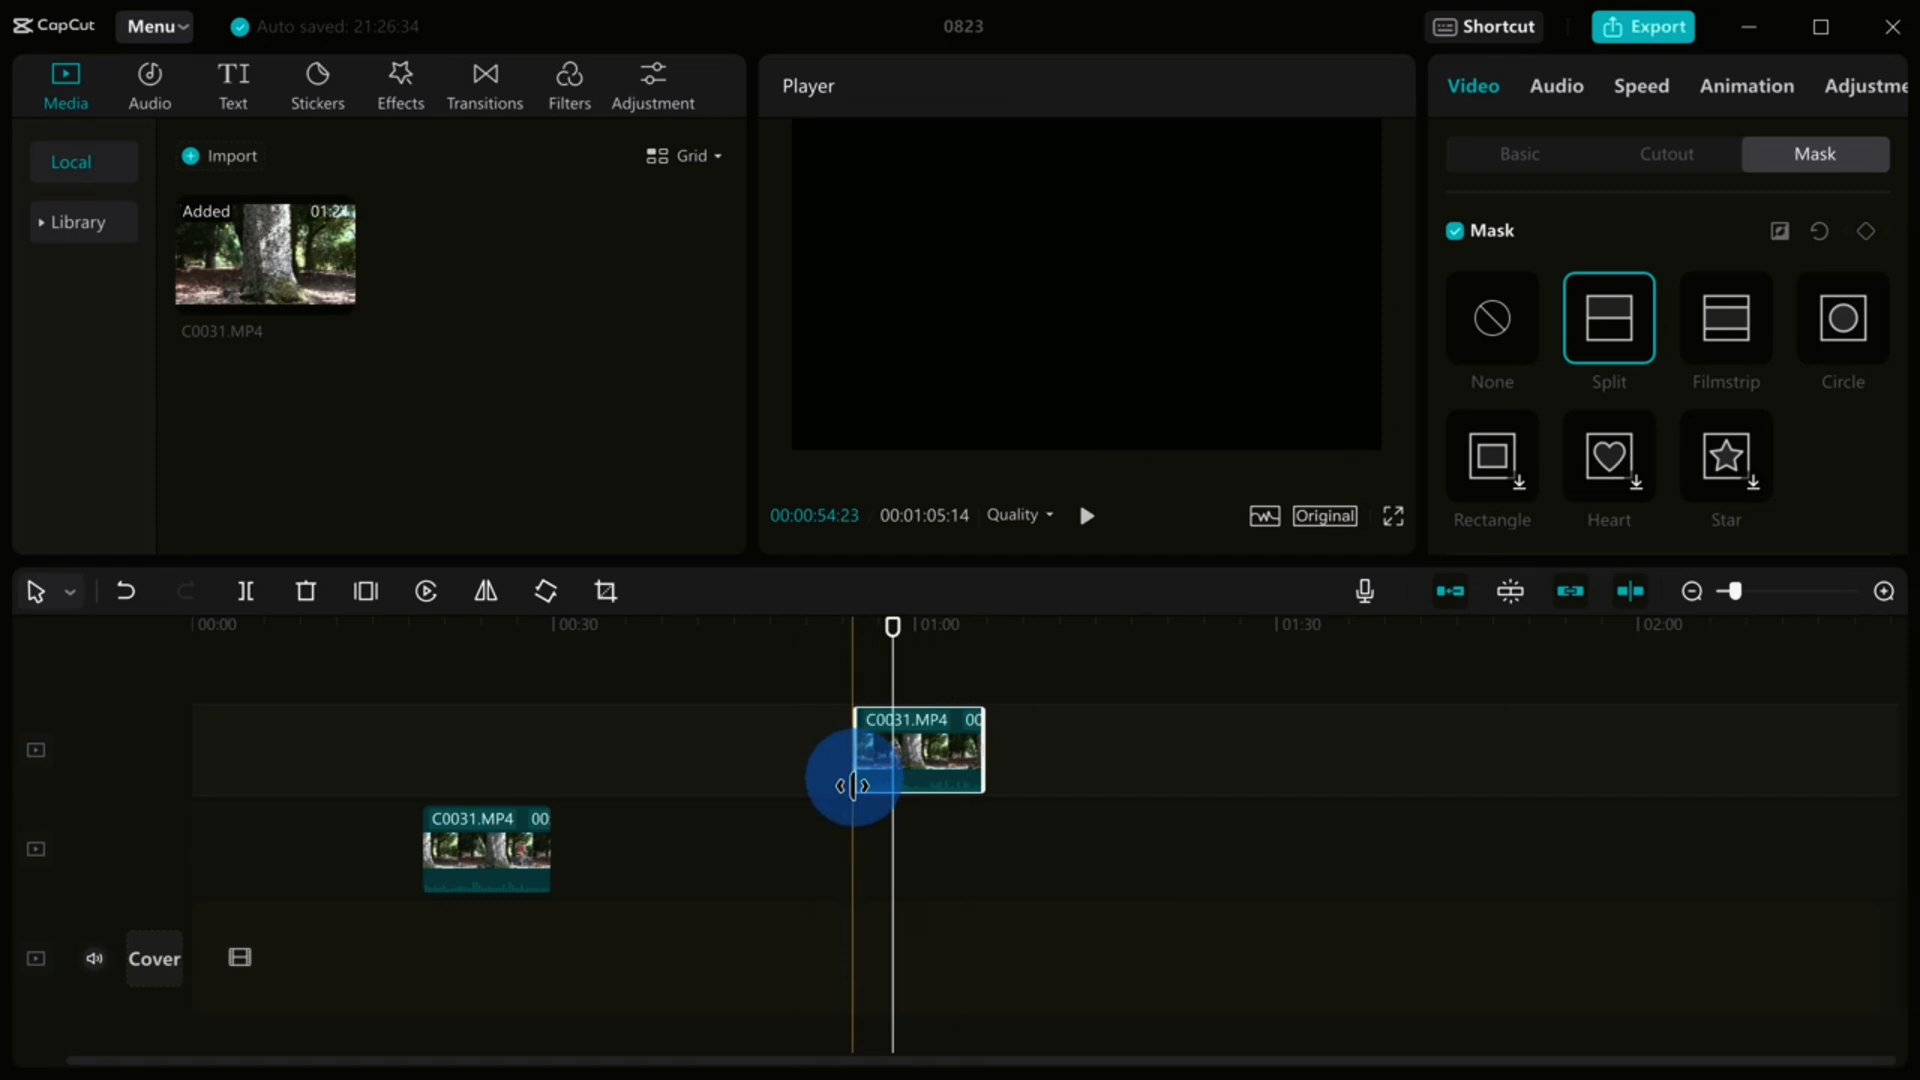 CapCut
Menu
Auto saved: 21:26:34
0823
Shortcut
Export
Media
Audio
Text
Stickers
Effects
Transitions
Filters
Adjustment
Local
Library
Import
Grid
Added
C0031.MP4
Player
00:00:54:23
00:01:05:14
Quality
Original
Video
Audio
Speed
Animation
Adjustme
Basic
Cutout
Mask
Mask
None
Split
Filmstrip
Circle
Rectangle
Heart
Star
00:00
00:30
01:00
01:30
02:00
C0031.MP4 00
C0031.MP4 00:
Cover